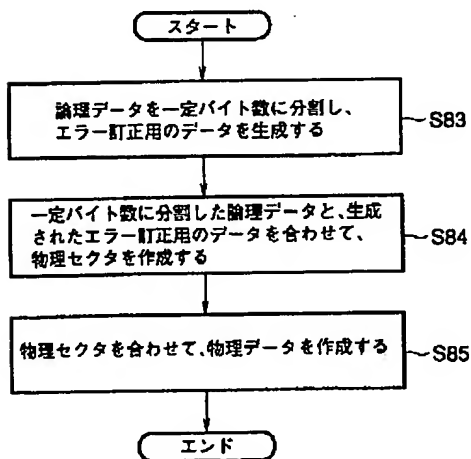 スタート
論理データを一定バイト数に分割し、
エラー訂正用のデータを生成する
S83
一定バイト数に分割した論理データと、生成
されたエラー訂正用のデータを合わせて、
物理セクタを作成する
S84
物理セクタを合わせて、物理データを作成する
S85
エンド